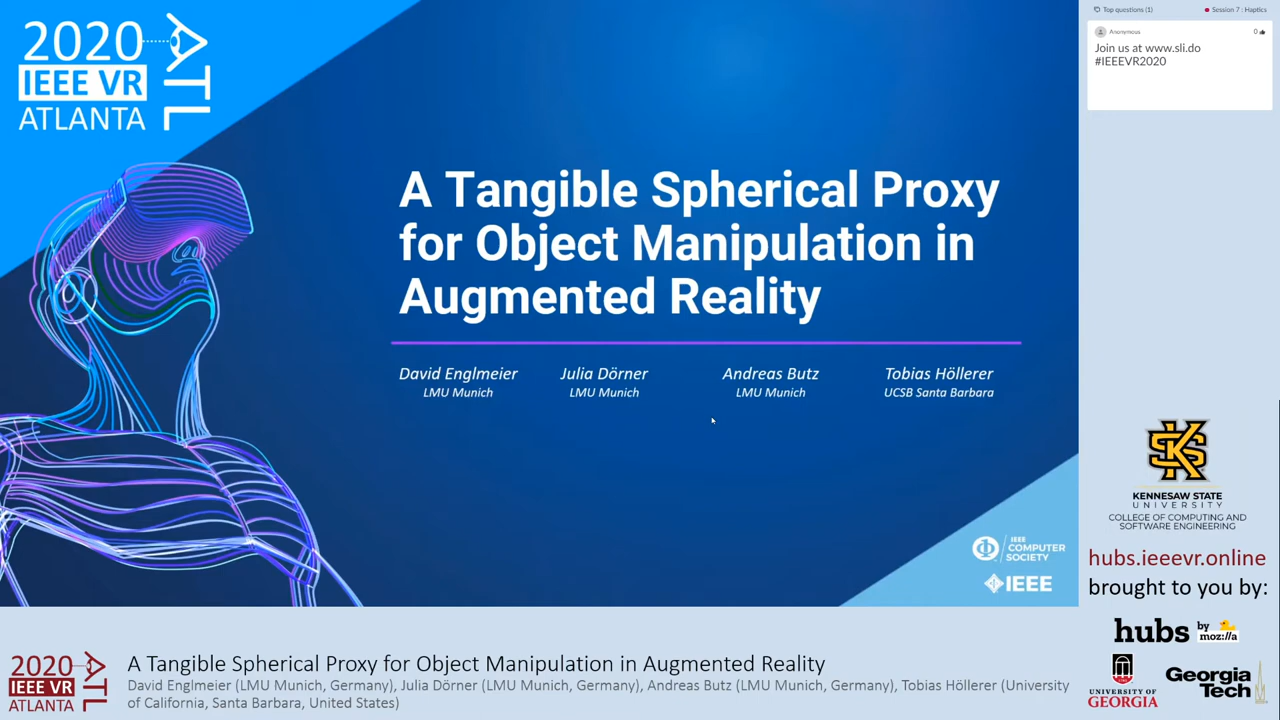 2020
IEEE VR
ATLANTA
ATL
A Tangible Spherical Proxy
for Object Manipulation in
Augmented Reality
David Englmeier
LMU Munich
Julia Dörner
LMU Munich
Andreas Butz
LMU Munich
Tobias Höllerer
UCSB Santa Barbara
IEEE
COMPUTER
SOCIETY
IEEE
Top questions (1)
Session 7 : Haptics
Anonymous
0
Join us at www.sli.do
#IEEEVR2020
KENNESAW STATE
UNIVERSITY
COLLEGE OF COMPUTING AND
SOFTWARE ENGINEERING
hubs.ieeevr.online
brought to you by:
hubs by
moz://a
UNIVERSITY OF
GEORGIA
Georgia
Tech
2020
IEEE VR
ATLANTA
ATL
A Tangible Spherical Proxy for Object Manipulation in Augmented Reality
David Englmeier (LMU Munich, Germany), Julia Dörner (LMU Munich, Germany), Andreas Butz (LMU Munich, Germany), Tobias Höllerer (University
of California, Santa Barbara, United States)